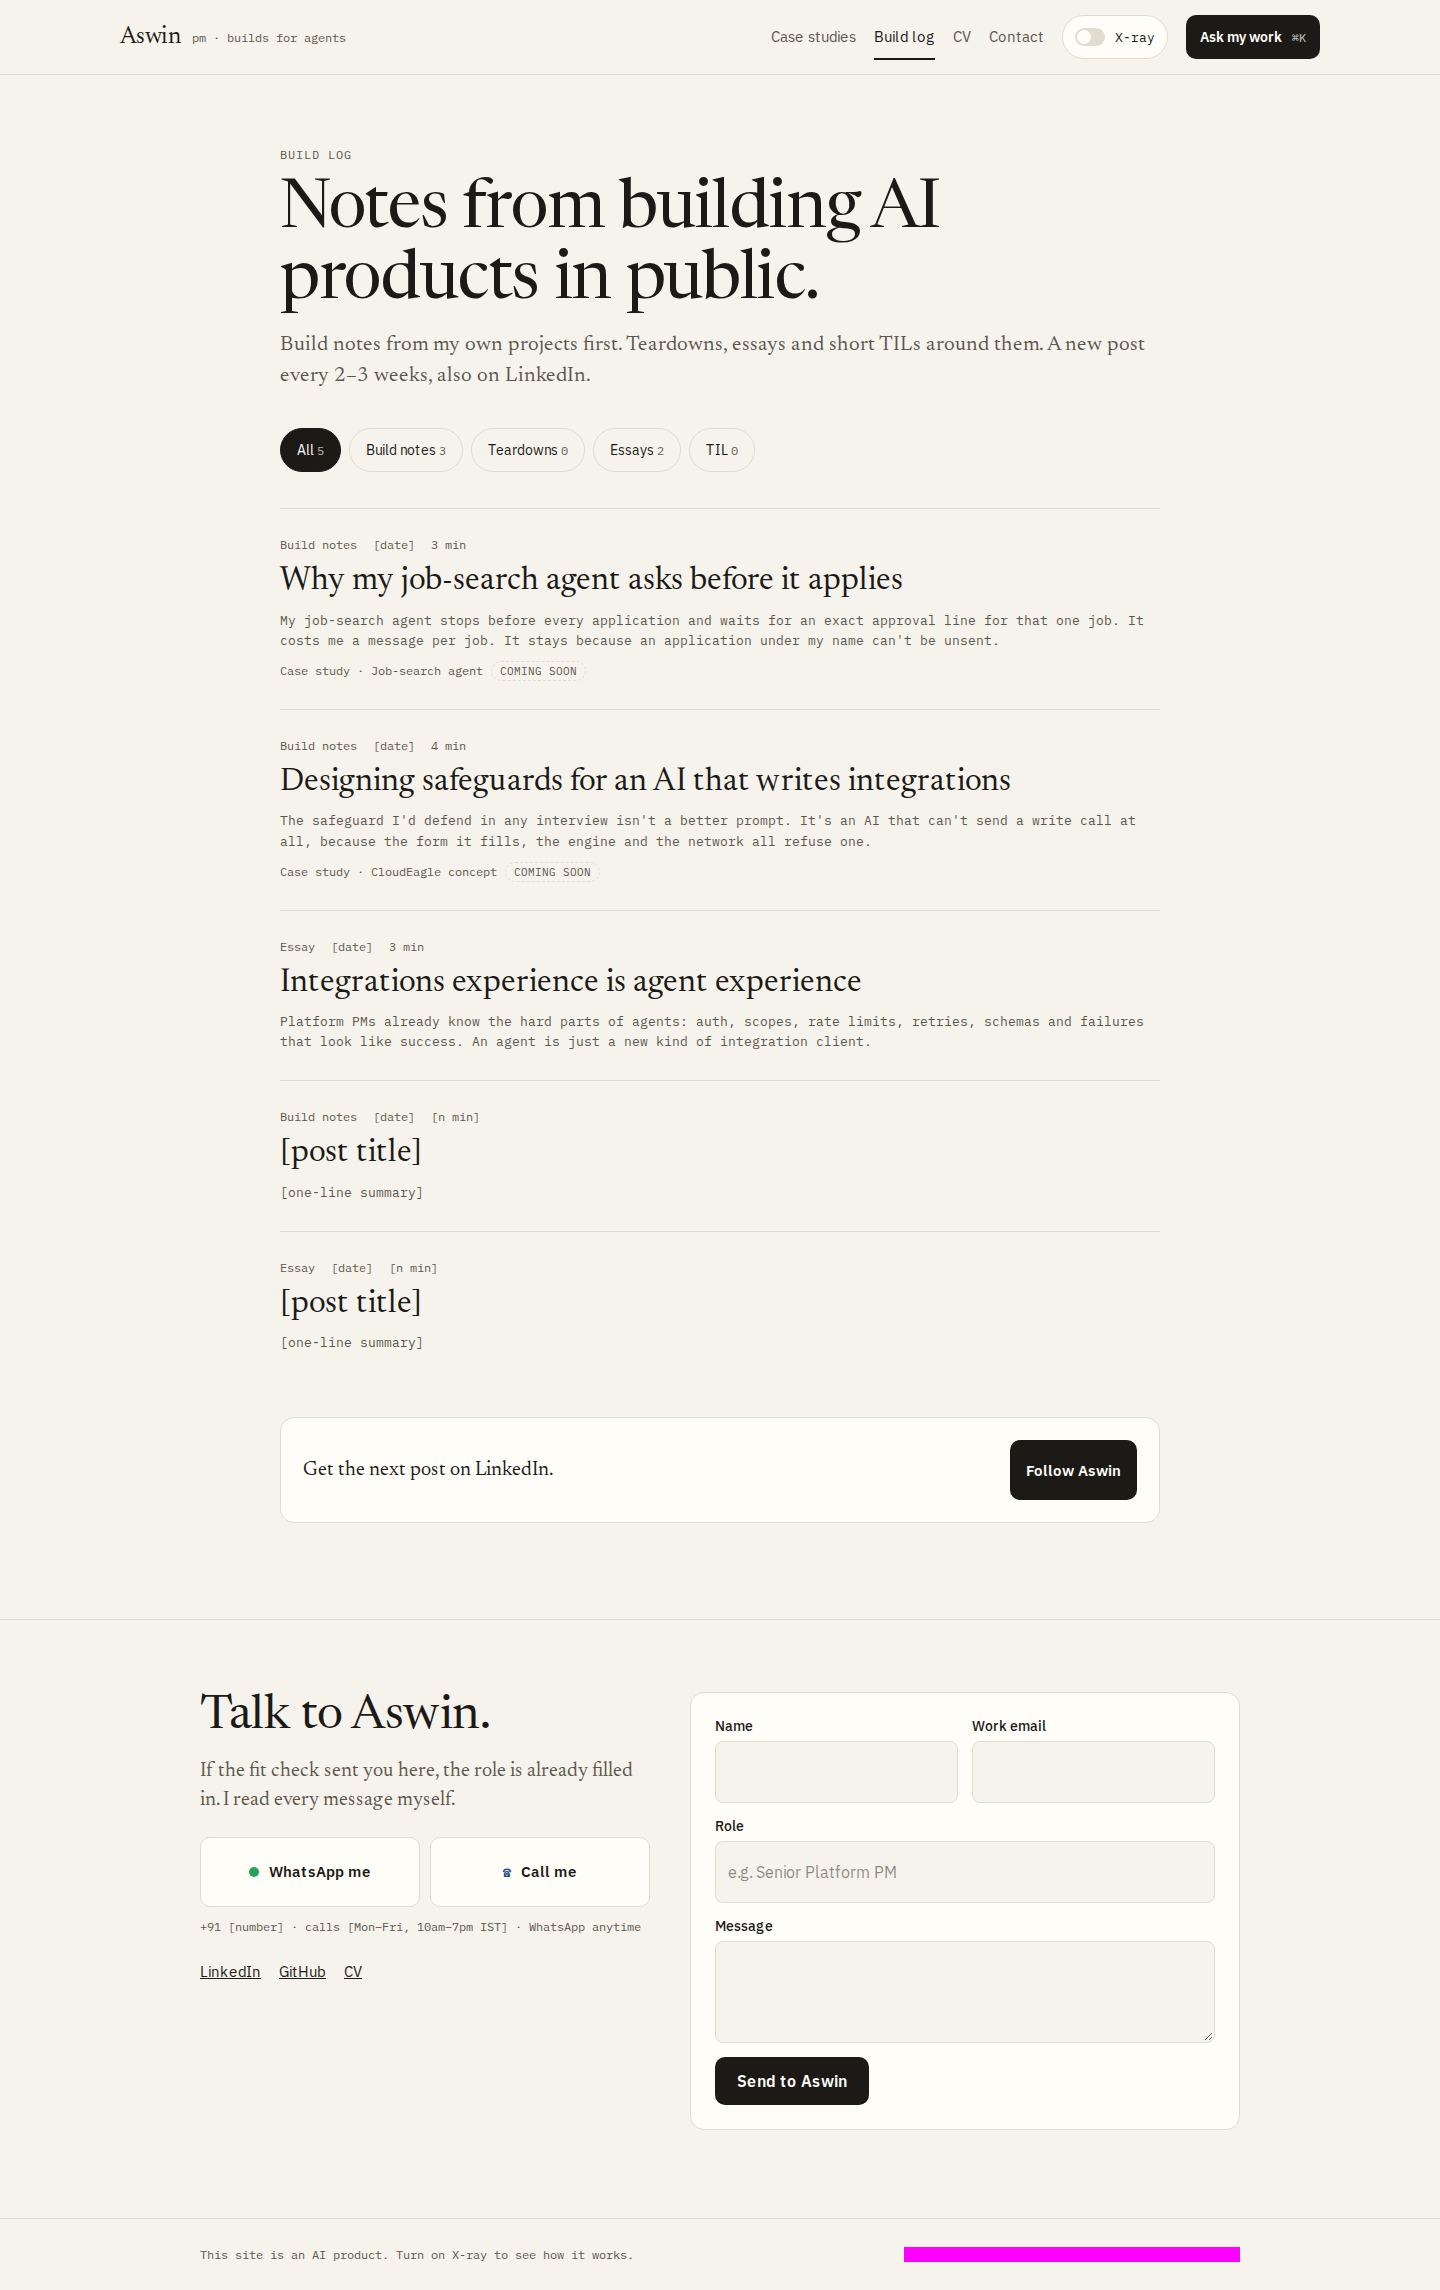 Aswin pm · builds for agents
Case studies Build log CV Contact X-ray Ask my work ⌘K
BUILD LOG
Notes from building AI
products in public.
Build notes from my own projects first. Teardowns, essays and short TILs around them. A new post
every 2–3 weeks, also on LinkedIn.
All 5 Build notes 3 Teardowns 0 Essays 2 TIL 0
Build notes [date] 3 min
Why my job-search agent asks before it applies
My job-search agent stops before every application and waits for an exact approval line for that one job. It
costs me a message per job. It stays because an application under my name can't be unsent.
Case study · Job-search agent COMING SOON
Build notes [date] 4 min
Designing safeguards for an AI that writes integrations
The safeguard I'd defend in any interview isn't a better prompt. It's an AI that can't send a write call at
all, because the form it fills, the engine and the network all refuse one.
Case study · CloudEagle concept COMING SOON
Essay [date] 3 min
Integrations experience is agent experience
Platform PMs already know the hard parts of agents: auth, scopes, rate limits, retries, schemas and failures
that look like success. An agent is just a new kind of integration client.
Build notes [date] [n min]
[post title]
[one-line summary]
Essay [date] [n min]
[post title]
[one-line summary]
Get the next post on LinkedIn.
Follow Aswin
Talk to Aswin.
If the fit check sent you here, the role is already filled
in. I read every message myself.
WhatsApp me
☎ Call me
+91 [number] · calls [Mon–Fri, 10am–7pm IST] · WhatsApp anytime
LinkedIn GitHub CV
Name Work email
Role
e.g. Senior Platform PM
Message
Send to Aswin
This site is an AI product. Turn on X-ray to see how it works.